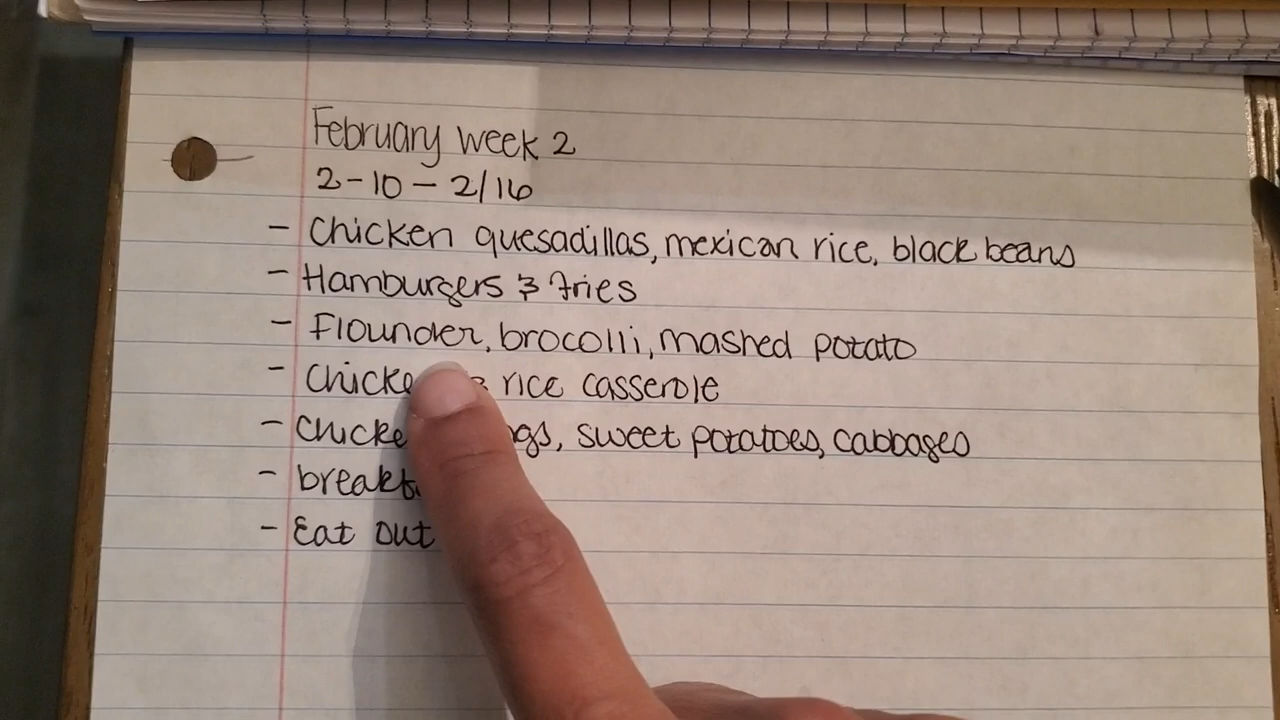 February week 2
2-10 - 2/16
- Chicken quesadillas, mexican rice, black beans
- Hamburgers & fries
- Flounder, brocolli, mashed potato
- rice casserole
- sweet potatoes, cabbages
-
- Eat out